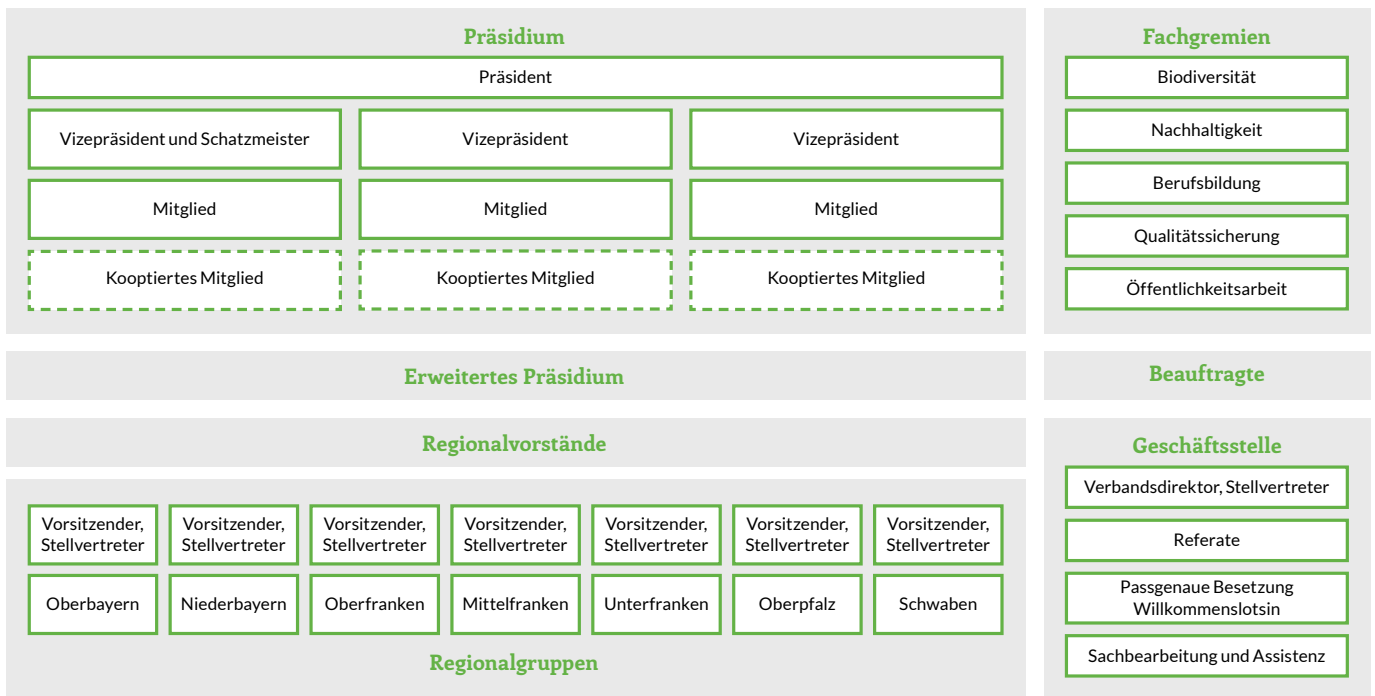 Präsidium
Präsident
Vizepräsident und Schatzmeister
Vizepräsident
Vizepräsident
Mitglied
Mitglied
Mitglied
Kooptiertes Mitglied
Kooptiertes Mitglied
Kooptiertes Mitglied
Fachgremien
Biodiversität
Nachhaltigkeit
Berufsbildung
Qualitätssicherung
Öffentlichkeitsarbeit
Erweitertes Präsidium
Beauftragte
Regionalvorstände
Vorsitzender,
Stellvertreter
Vorsitzender,
Stellvertreter
Vorsitzender,
Stellvertreter
Vorsitzender,
Stellvertreter
Vorsitzender,
Stellvertreter
Vorsitzender,
Stellvertreter
Vorsitzender,
Stellvertreter
Oberbayern
Niederbayern
Oberfranken
Mittelfranken
Unterfranken
Oberpfalz
Schwaben
Regionalgruppen
Geschäftsstelle
Verbandsdirektor, Stellvertreter
Referate
Passgenaue Besetzung
Willkommenslotsin
Sachbearbeitung und Assistenz